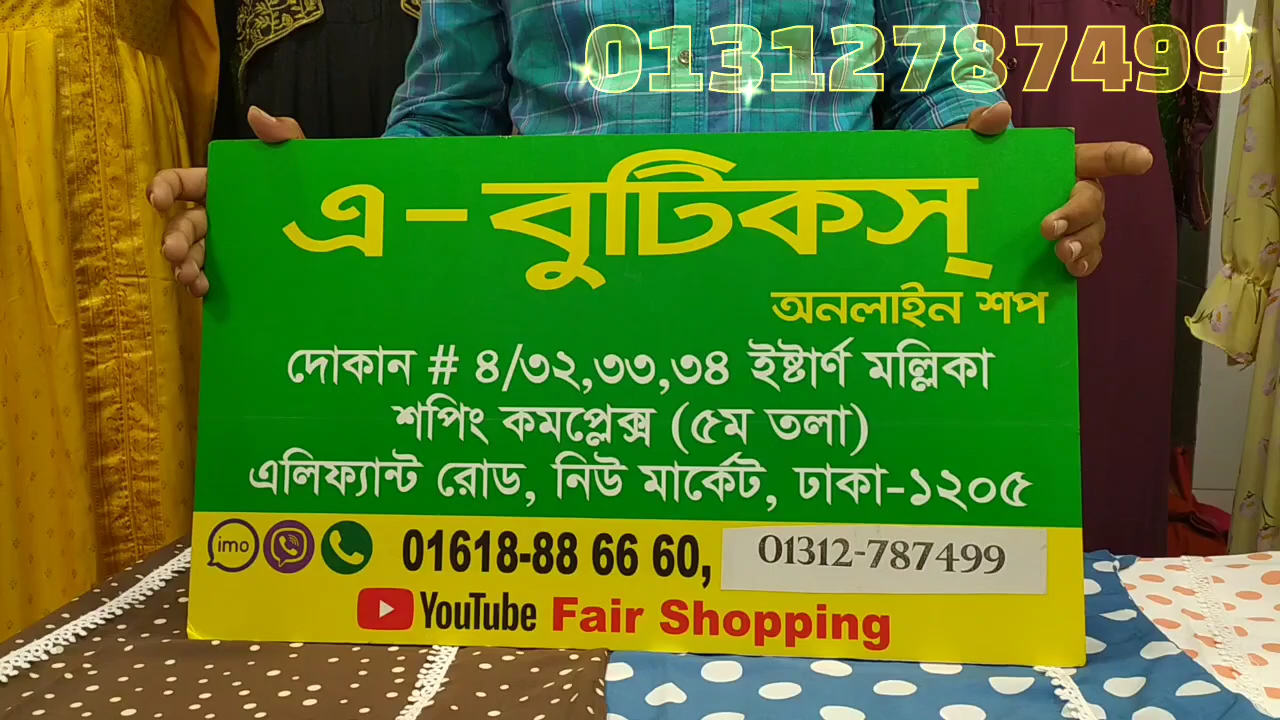 01312787499
এ-বুটিকস্
অনলাইন শপ
দোকান # ৪/৩২,৩৩,৩৪ ইষ্টার্ণ মল্লিকা
শপিং কমপ্লেক্স (৫ম তলা)
এলিফ্যান্ট রোড, নিউ মার্কেট, ঢাকা-১২০৫
imo 01618-88 66 60, 01312-787499
YouTube Fair Shopping